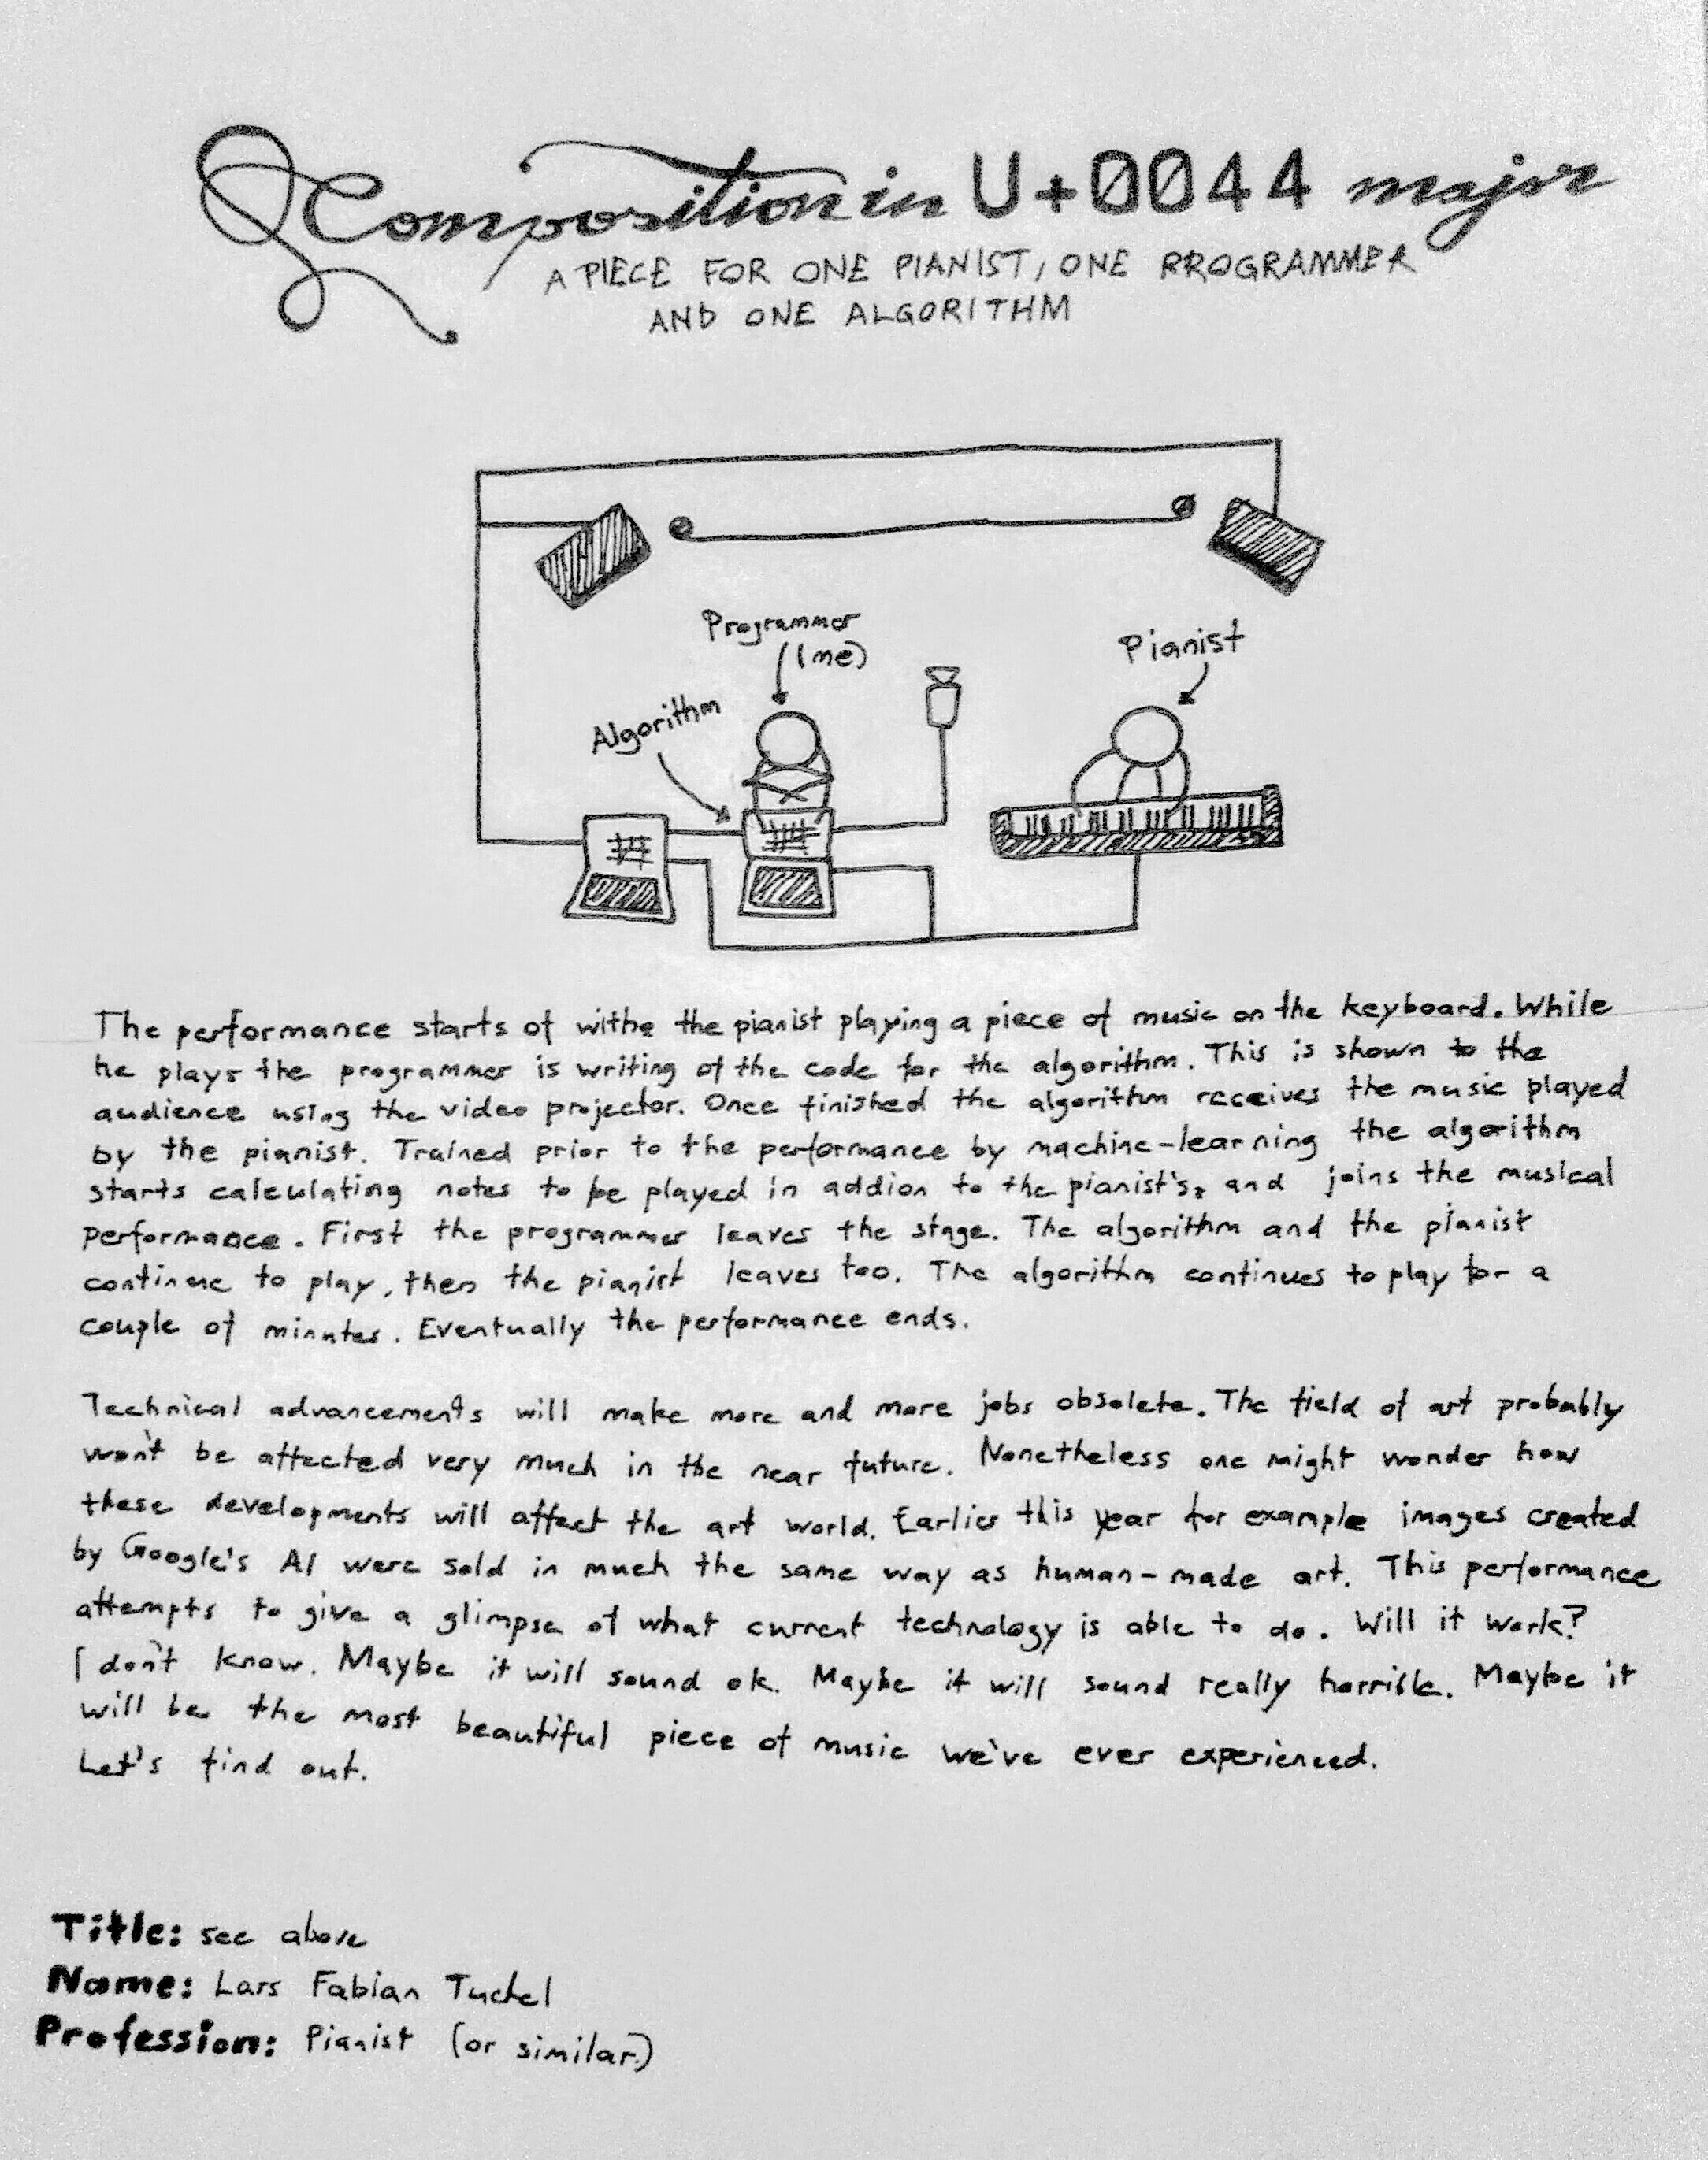 Composition in U+0044 major
A PIECE FOR ONE PIANIST, ONE PROGRAMMER
AND ONE ALGORITHM
Programmer
(me)
Pianist
Algorithm
The performance starts of withe the pianist playing a piece of music on the keyboard. While
he plays the programmer is writing of the code for the algorithm. This is shown to the
audience using the video projector. Once finished the algorithm receives the music played
by the pianist. Trained prior to the performance by machine-learning the algorithm
starts calculating notes to be played in addion to the pianist's, and joins the musical
performance. First the programmer leaves the stage. The algorithm and the pianist
continue to play, then the pianist leaves too. The algorithm continues to play for a
couple of minutes. Eventually the performance ends.
Technical advancements will make more and more jobs obsolete. The field of art probably
won't be affected very much in the near future. Nonetheless one might wonder how
these developments will affect the art world. Earlier this year for example images created
by Google's AI were sold in much the same way as human-made art. This performance
attempts to give a glimpse of what current technology is able to do. Will it work?
I don't know. Maybe it will sound ok. Maybe it will sound really horrible. Maybe it
will be the most beautiful piece of music we've ever experienced.
Let's find out.
Title: see above
Name: Lars Fabian Tuchel
Profession: Pianist (or similar)